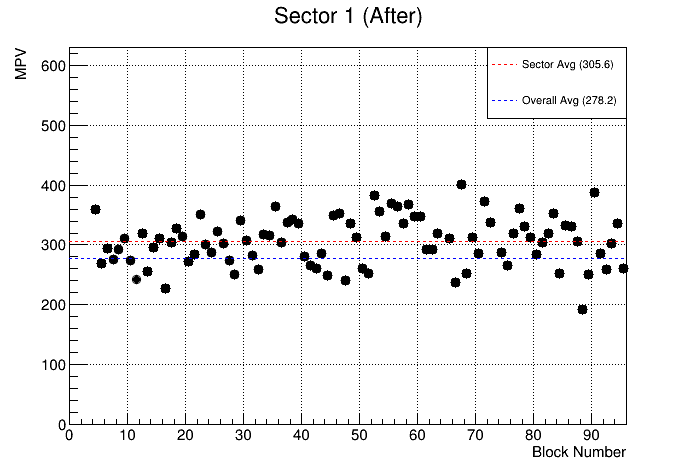 Sector 1 (After)
MPV
600
500
400
300
200
100
0
Sector Avg (305.6)
Overall Avg (278.2)
0 10 20 30 40 50 60 70 80 90
Block Number